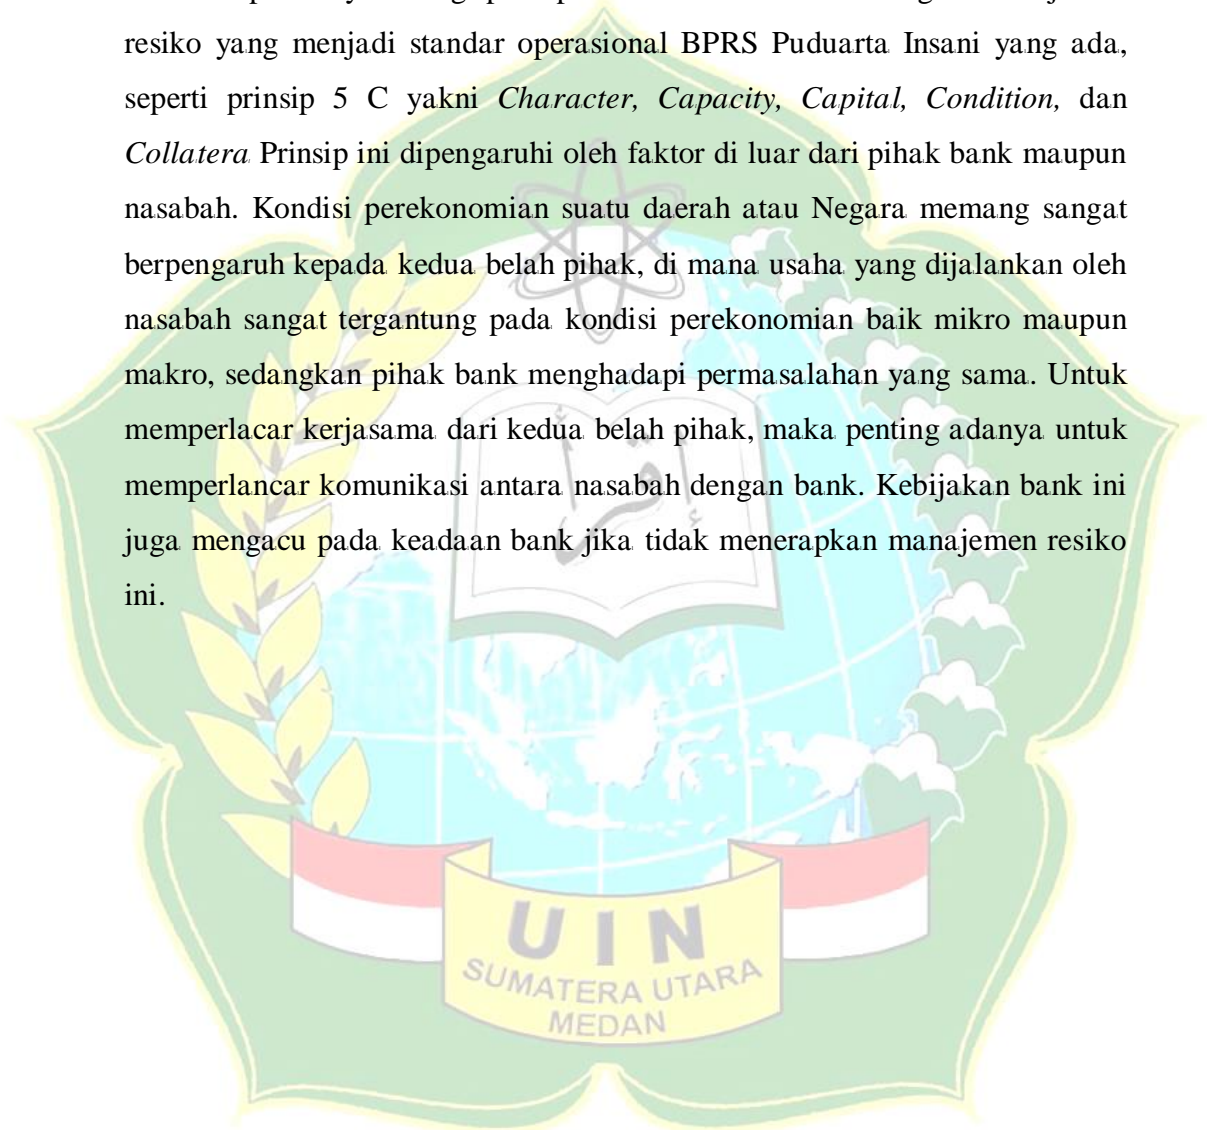 resiko yang menjadi standar operasional BPRS Puduarta Insani yang ada,
seperti prinsip 5 C yakni Character, Capacity, Capital, Condition, dan
Collatera Prinsip ini dipengaruhi oleh faktor di luar dari pihak bank maupun
nasabah. Kondisi perekonomian suatu daerah atau Negara memang sangat
berpengaruh kepada kedua belah pihak, di mana usaha yang dijalankan oleh
nasabah sangat tergantung pada kondisi perekonomian baik mikro maupun
makro, sedangkan pihak bank menghadapi permasalahan yang sama. Untuk
memperlacar kerjasama dari kedua belah pihak, maka penting adanya untuk
memperlancar komunikasi antara nasabah dengan bank. Kebijakan bank ini
juga mengacu pada keadaan bank jika tidak menerapkan manajemen resiko
ini.
إقرأ
UIN
SUMATERA UTARA
MEDAN